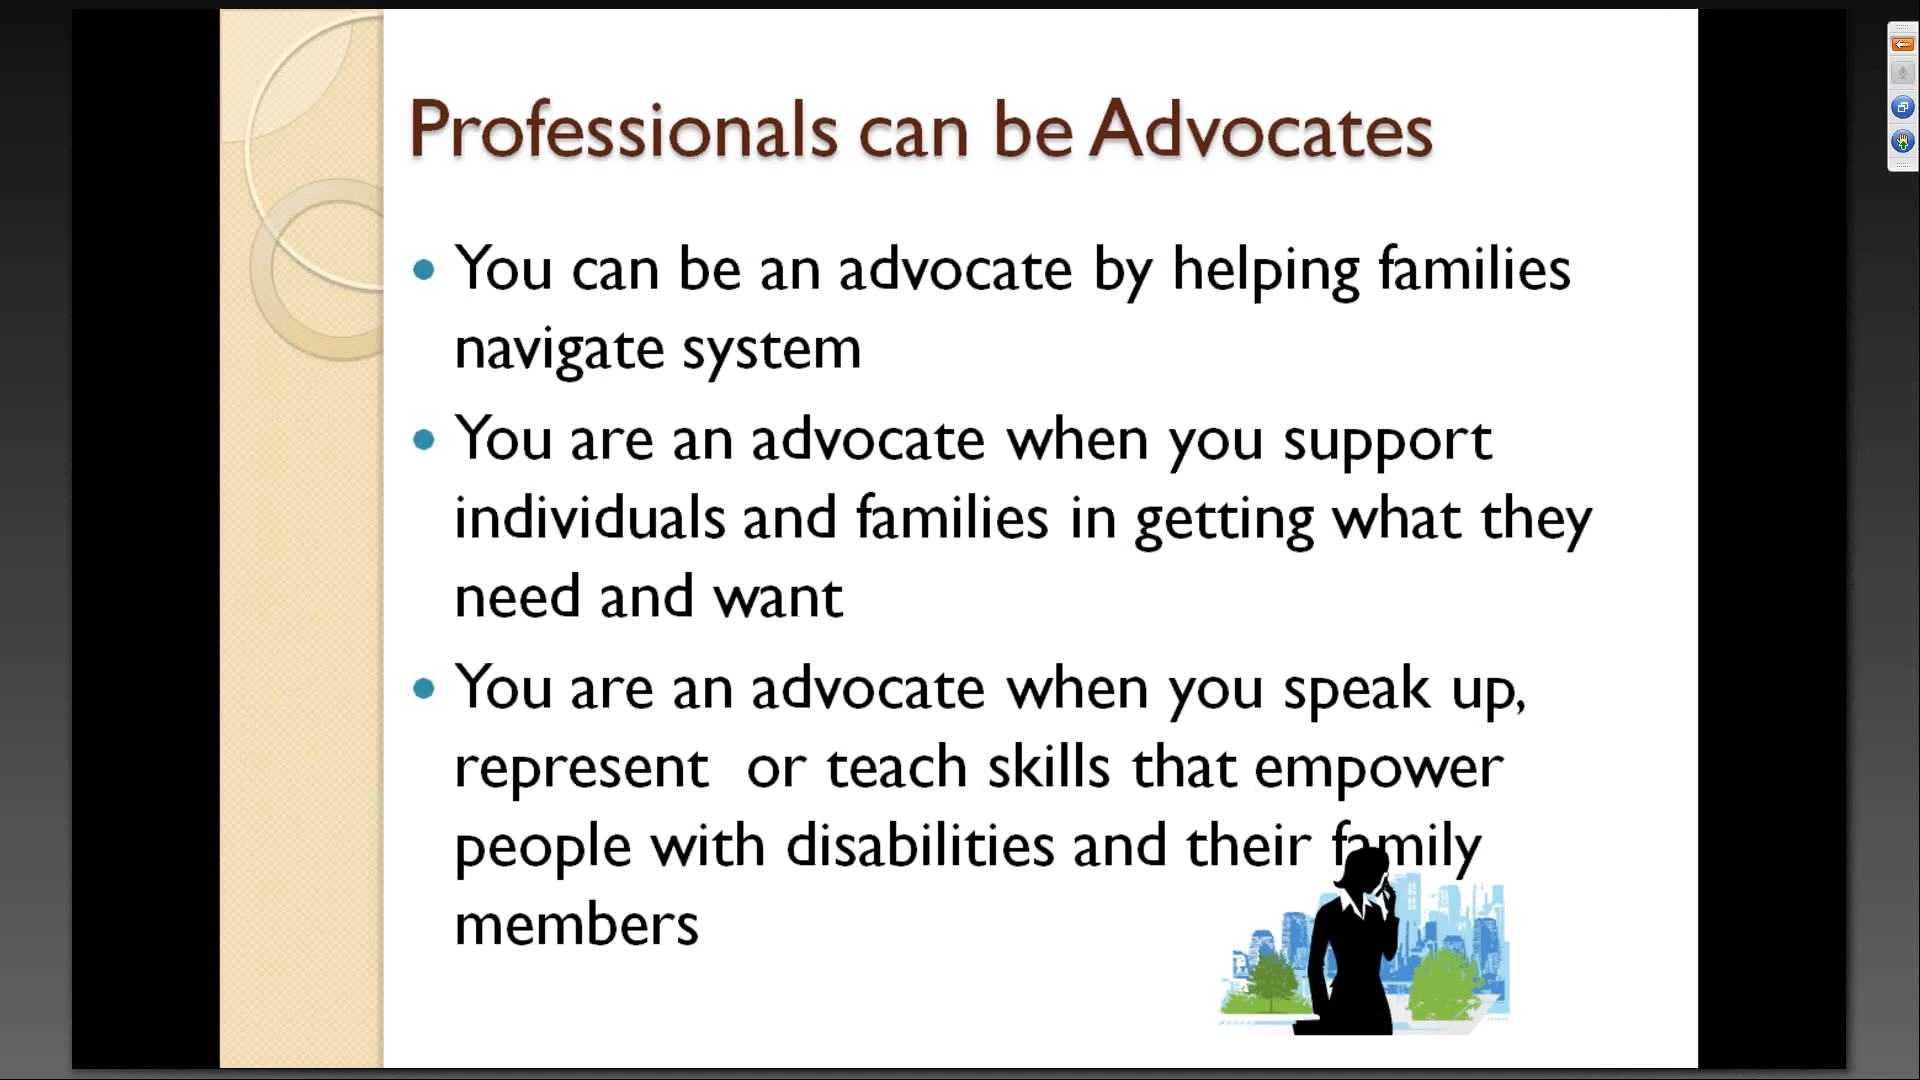 Professionals can be Advocates
• You can be an advocate by helping families
navigate system
• You are an advocate when you support
individuals and families in getting what they
need and want
• You are an advocate when you speak up,
represent  or teach skills that empower
people with disabilities and their family
members